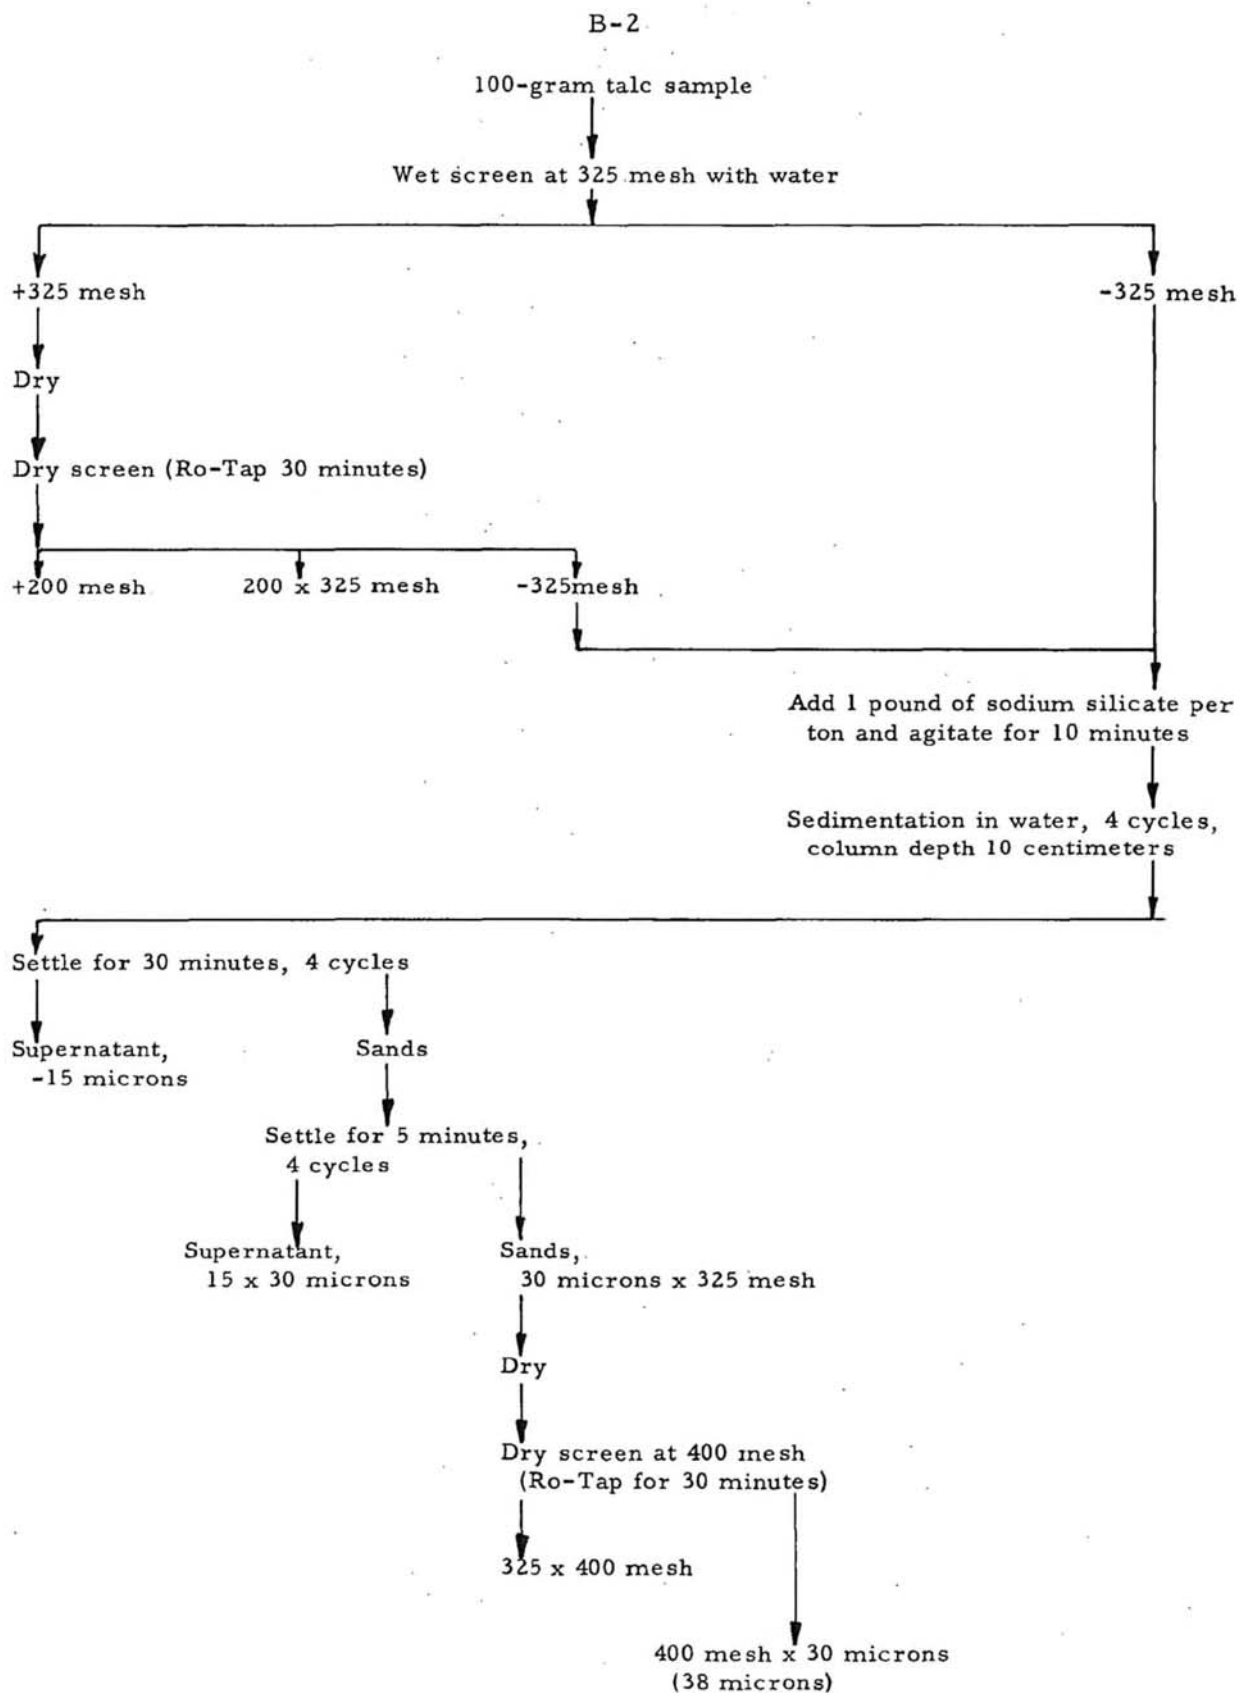 B-2
100-gram talc sample
Wet screen at 325 mesh with water
+325 mesh
-325 mesh
Dry
Dry screen (Ro-Tap 30 minutes)
+200 mesh
200 x 325 mesh
-325mesh
Add 1 pound of sodium silicate per
ton and agitate for 10 minutes
Sedimentation in water, 4 cycles,
column depth 10 centimeters
Settle for 30 minutes, 4 cycles
Supernatant,
-15 microns
Sands
Settle for 5 minutes,
4 cycles
Supernatant,
15 x 30 microns
Sands,
30 microns x 325 mesh
Dry
Dry screen at 400 mesh
(Ro-Tap for 30 minutes)
325 x 400 mesh
400 mesh x 30 microns
(38 microns)